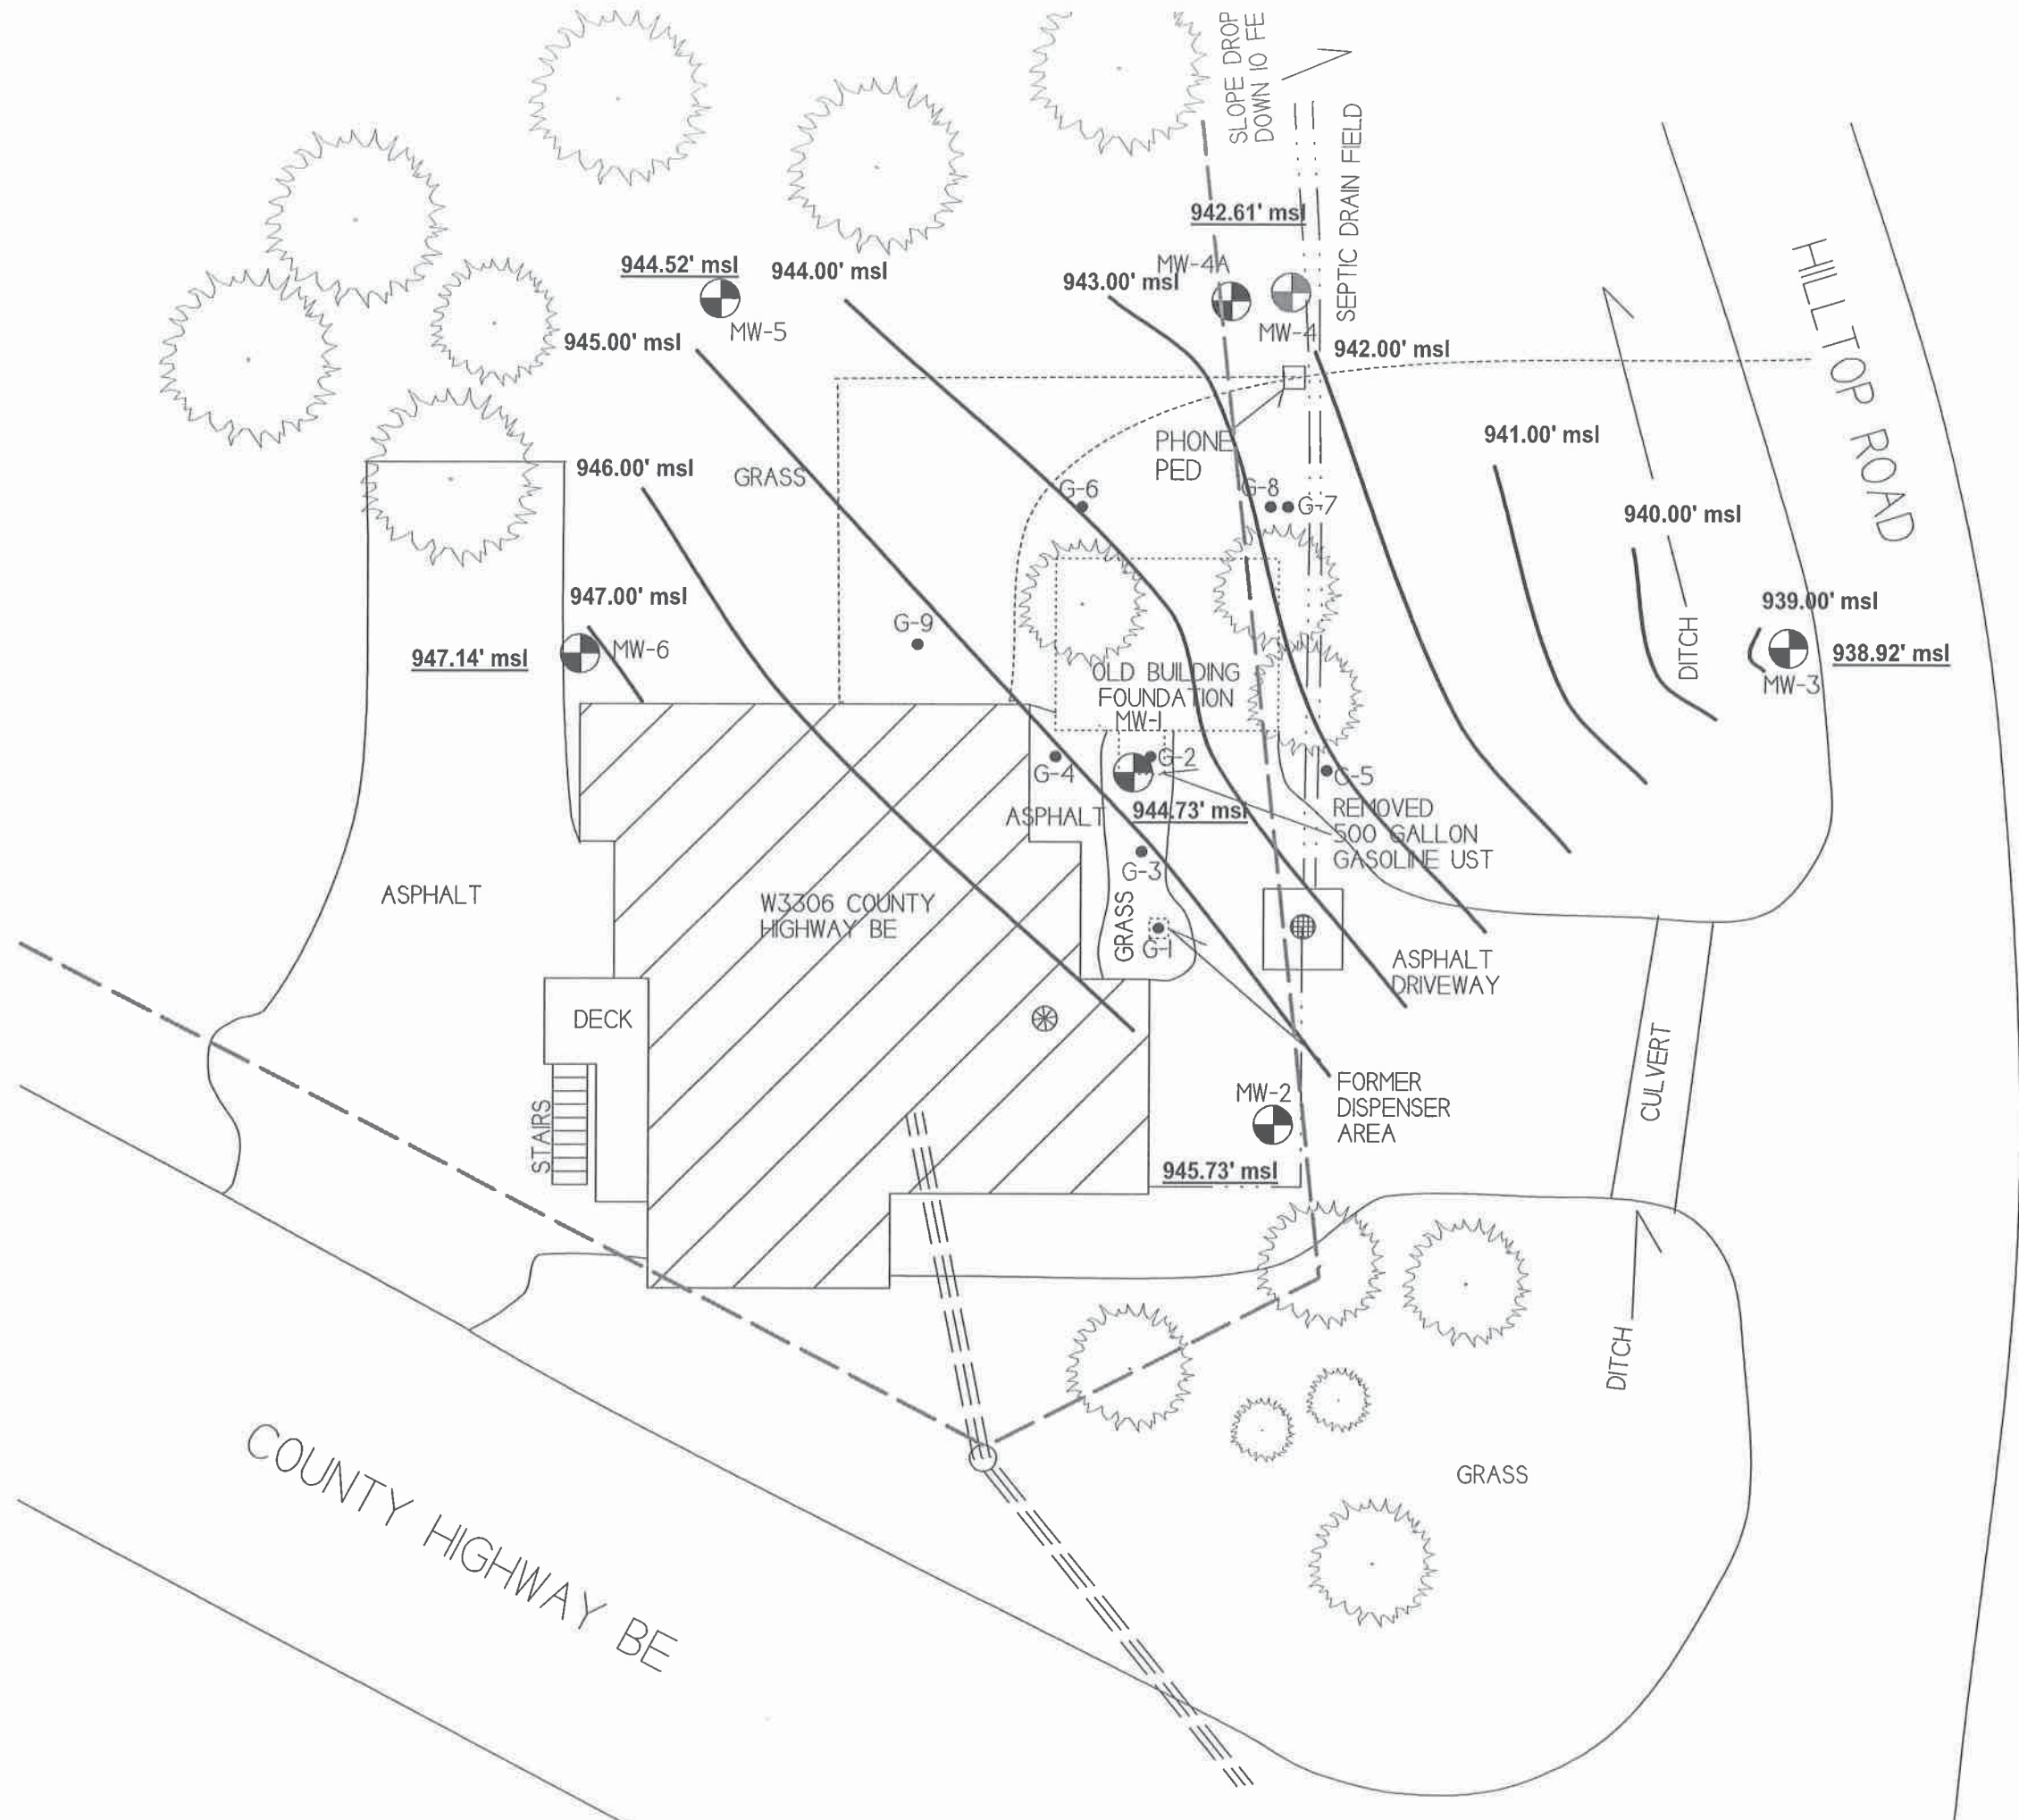 SLOPE DROP
DOWN 10 FE
SEPTIC DRAIN FIELD
942.61' msl
MW-4A
MW-4
944.52' msl
MW-5
944.00' msl
943.00' msl
945.00' msl
942.00' msl
HILLTOP ROAD
941.00' msl
PHONE
PED
946.00' msl
GRASS
G-6
G-8
G-7
940.00' msl
DITCH
947.00' msl
939.00' msl
G-9
947.14' msl
MW-6
938.92' msl
MW-3
OLD BUILDING
FOUNDATION
MW-1
G-2
G-4
G-5
944.73' msl
ASPHALT
REMOVED
500 GALLON
GASOLINE UST
G-3
ASPHALT
W3306 COUNTY
HIGHWAY BE
GRASS
G-1
ASPHALT
DRIVEWAY
DECK
CULVERT
MW-2
FORMER
DISPENSER
AREA
STAIRS
945.73' msl
DITCH
GRASS
COUNTY HIGHWAY BE